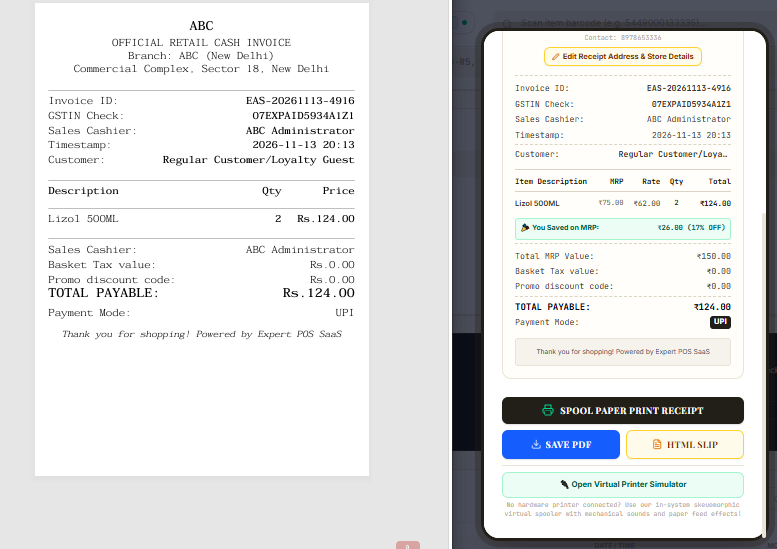 ABC
OFFICIAL RETAIL CASH INVOICE
Branch: ABC (New Delhi)
Commercial Complex, Sector 18, New Delhi
Invoice ID: EAS-20261113-4916
GSTIN Check: 07EXPAID5934A1Z1
Sales Cashier: ABC Administrator
Timestamp: 2026-11-13 20:13
Customer: Regular Customer/Loyalty Guest
Description Qty Price
Lizol 500ML 2 Rs.124.00
Sales Cashier: ABC Administrator
Basket Tax value: Rs.0.00
Promo discount code: Rs.0.00
TOTAL PAYABLE: Rs.124.00
Payment Mode: UPI
Thank you for shopping! Powered by Expert POS SaaS
Scan item barcode (e.g. 5449000133335)
Contact: 8978653336
Edit Receipt Address & Store Details
Invoice ID: EAS-20261113-4916
GSTIN Check: 07EXPAID5934A1Z1
Sales Cashier: ABC Administrator
Timestamp: 2026-11-13 20:13
Customer: Regular Customer/Loya…
Item Description MRP Rate Qty Total
Lizol 500ML ₹75.00 ₹62.00 2 ₹124.00
You Saved on MRP: ₹26.00 (17% OFF)
Total MRP Value: ₹150.00
Basket Tax value: ₹0.00
Promo discount code: ₹0.00
TOTAL PAYABLE: ₹124.00
Payment Mode: UPI
Thank you for shopping! Powered by Expert POS SaaS
SPOOL PAPER PRINT RECEIPT
SAVE PDF
HTML SLIP
Open Virtual Printer Simulator
No hardware printer connected? Use our in-system skeuomorphic
virtual spooler with mechanical sounds and paper feed effects!